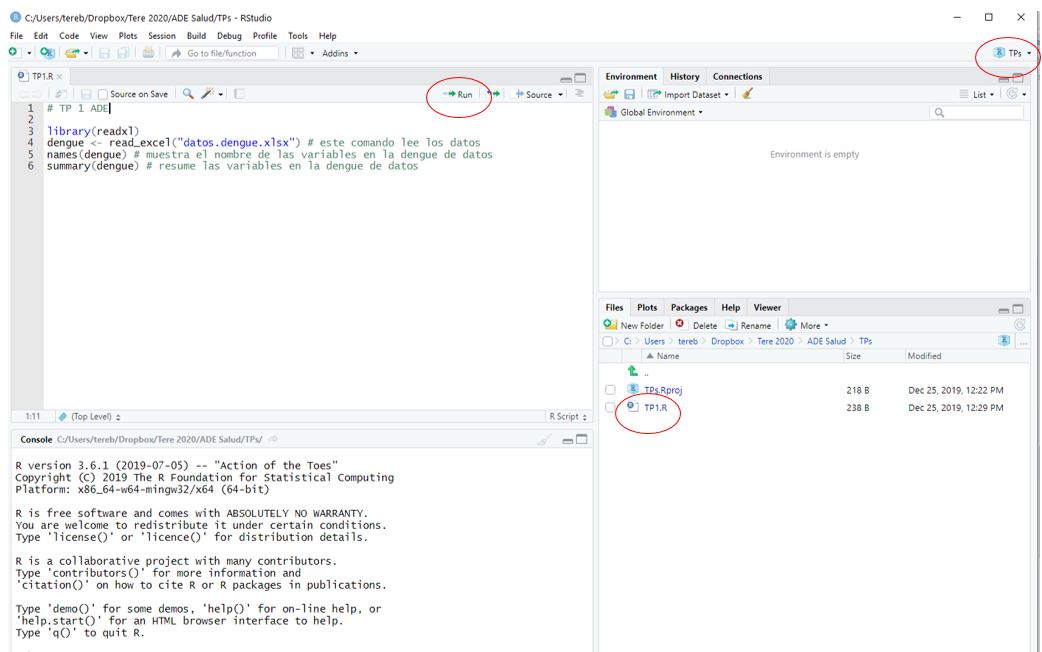 C:/Users/tereb/Dropbox/Tere 2020/ADE Salud/TPs - RStudio
File Edit Code View Plots Session Build Debug Profile Tools Help
Go to file/function Addins
TPs
TP1.R
Source on Save Run Source
1 # TP 1 ADE
2
3 library(readxl)
4 dengue <- read_excel("datos.dengue.xlsx") # este comando lee los datos
5 names(dengue) # muestra el nombre de las variables en la dengue de datos
6 summary(dengue) # resume las variables en la dengue de datos
1:11 (Top Level) R Script
Console C:/Users/tereb/Dropbox/Tere 2020/ADE Salud/TPs/
R version 3.6.1 (2019-07-05) -- "Action of the Toes"
Copyright (C) 2019 The R Foundation for Statistical Computing
Platform: x86_64-w64-mingw32/x64 (64-bit)
R is free software and comes with ABSOLUTELY NO WARRANTY.
You are welcome to redistribute it under certain conditions.
Type 'license()' or 'licence()' for distribution details.
R is a collaborative project with many contributors.
Type 'contributors()' for more information and
'citation()' on how to cite R or R packages in publications.
Type 'demo()' for some demos, 'help()' for on-line help, or
'help.start()' for an HTML browser interface to help.
Type 'q()' to quit R.
Environment History Connections
Import Dataset List
Global Environment
Environment is empty
Files Plots Packages Help Viewer
New Folder Delete Rename More
C: > Users > tereb > Dropbox > Tere 2020 > ADE Salud > TPs ...
Name Size Modified
..
TPs.Rproj 218 B Dec 25, 2019, 12:22 PM
TP1.R 238 B Dec 25, 2019, 12:29 PM